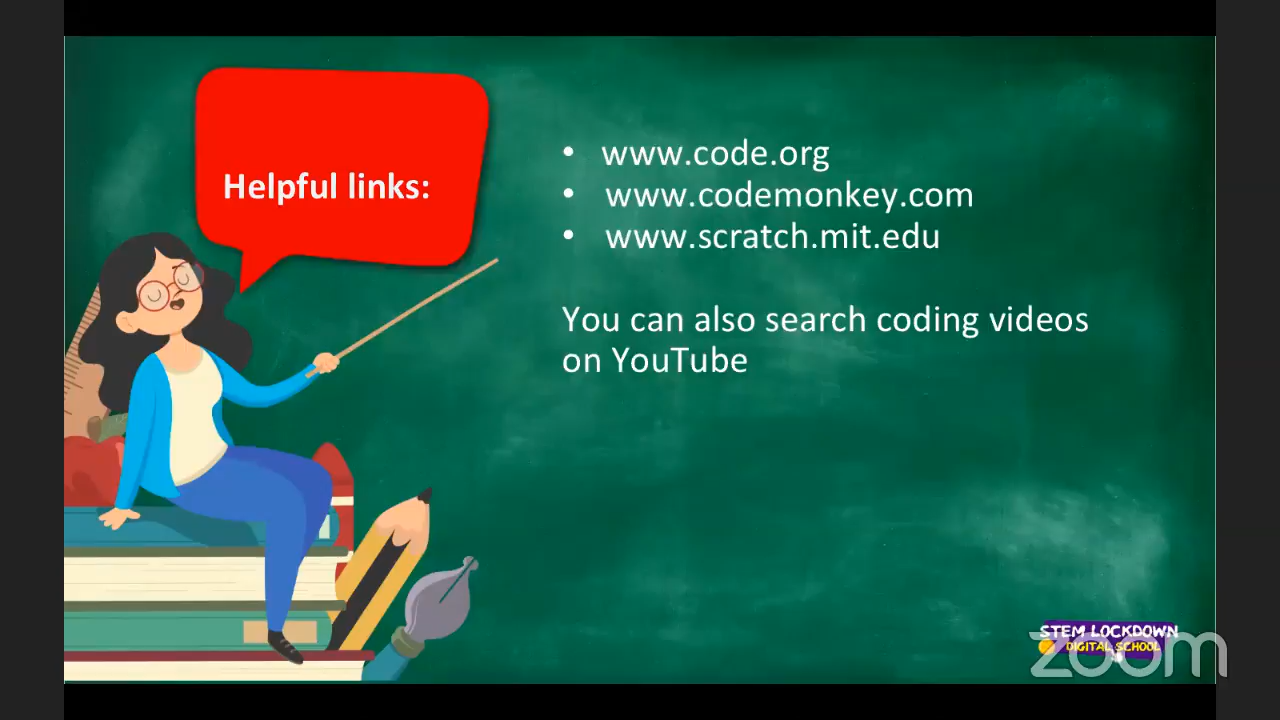 Helpful links:
• www.code.org
• www.codemonkey.com
• www.scratch.mit.edu
You can also search coding videos
on YouTube
STEM LOCKDOWN
DIGITAL SCHOOL
zoom